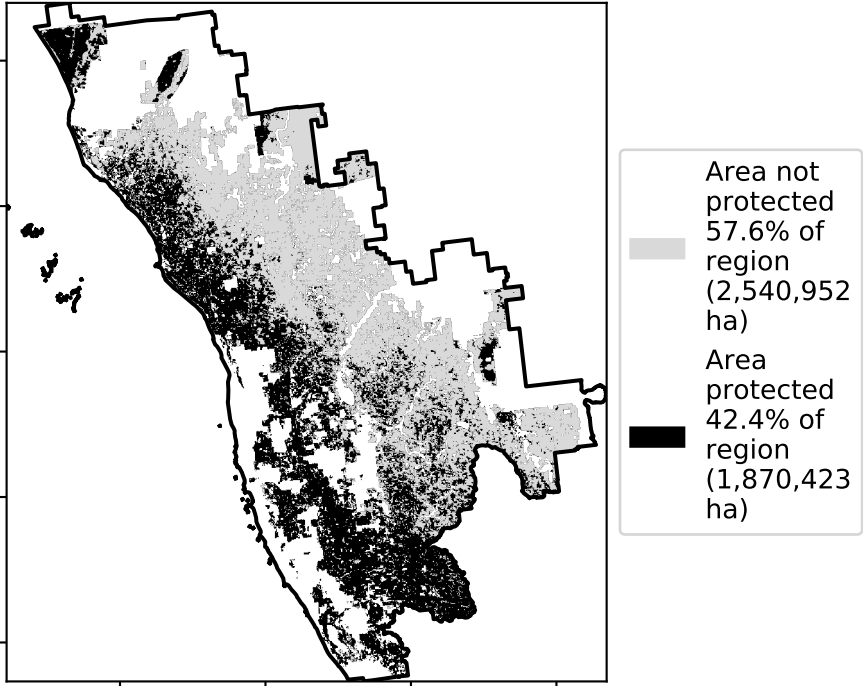 Area not
protected
57.6% of
region
(2,540,952
ha)
Area
protected
42.4% of
region
(1,870,423
ha)